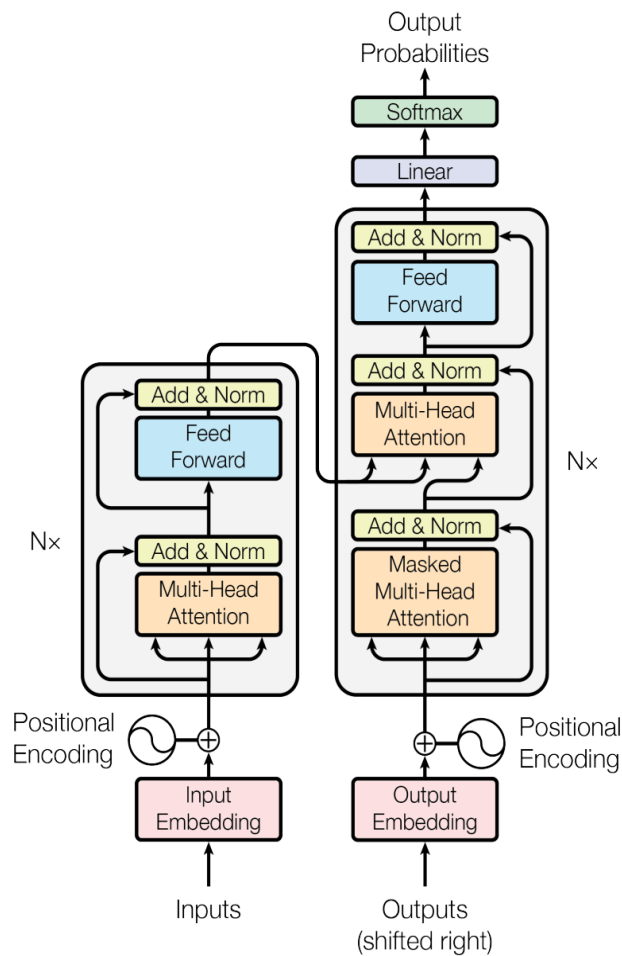 Output
Probabilities
Softmax
Linear
Add & Norm
Feed
Forward
Add & Norm
Multi-Head
Attention
Nx
Add & Norm
Masked
Multi-Head
Attention
Add & Norm
Feed
Forward
Nx
Add & Norm
Multi-Head
Attention
Positional
Encoding
Positional
Encoding
Input
Embedding
Output
Embedding
Inputs
Outputs
(shifted right)